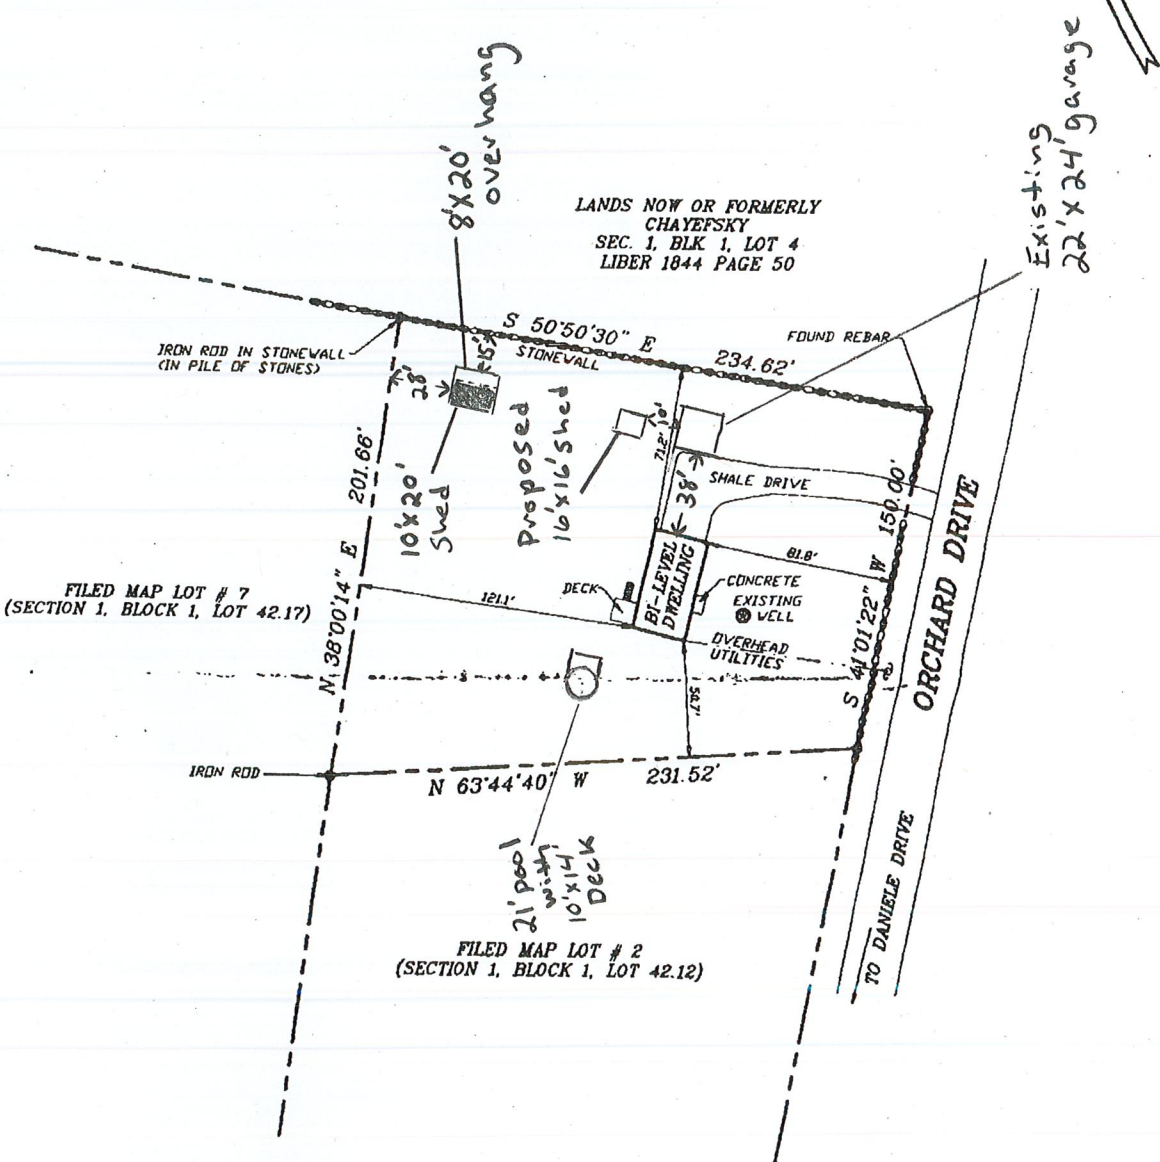 8'X20'
overhang
Existing
22'x24' garage
LANDS NOW OR FORMERLY
CHAYEFSKY
SEC. 1, BLK 1, LOT 4
LIBER 1844 PAGE 50
S 50°50'30" E
234.62'
STONEWALL
FOUND REBAR
IRON ROD IN STONEWALL
(IN PILE OF STONES)
15'
28'
10'
71.2'
201.66'
10'X20'
Shed
Proposed
16'x16' shed
38'
SHALE DRIVE
150.00'
81.8'
FILED MAP LOT # 7
(SECTION 1, BLOCK 1, LOT 42.17)
121.1'
DECK
BI-LEVEL
DWELLING
CONCRETE
EXISTING
WELL
OVERHEAD
UTILITIES
ORCHARD DRIVE
S 41°01'22" W
N 38°00'14" E
50.7'
IRON ROD
N 63°44'40" W
231.52'
21' pool
with
10'x14'
Deck
FILED MAP LOT # 2
(SECTION 1, BLOCK 1, LOT 42.12)
TO DANIELE DRIVE